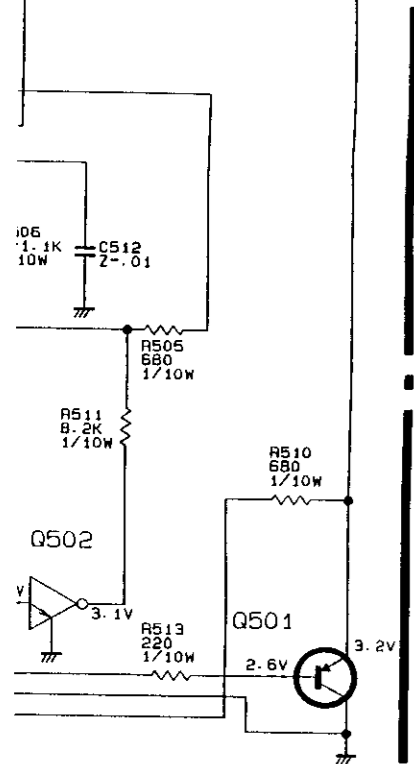 506
1.1K
10W
C512
Z-.01
R505
680
1/10W
R511
8.2K
1/10W
R510
680
1/10W
Q502
V
3.1V
R513
220
1/10W
Q501
2.6V
3.2V